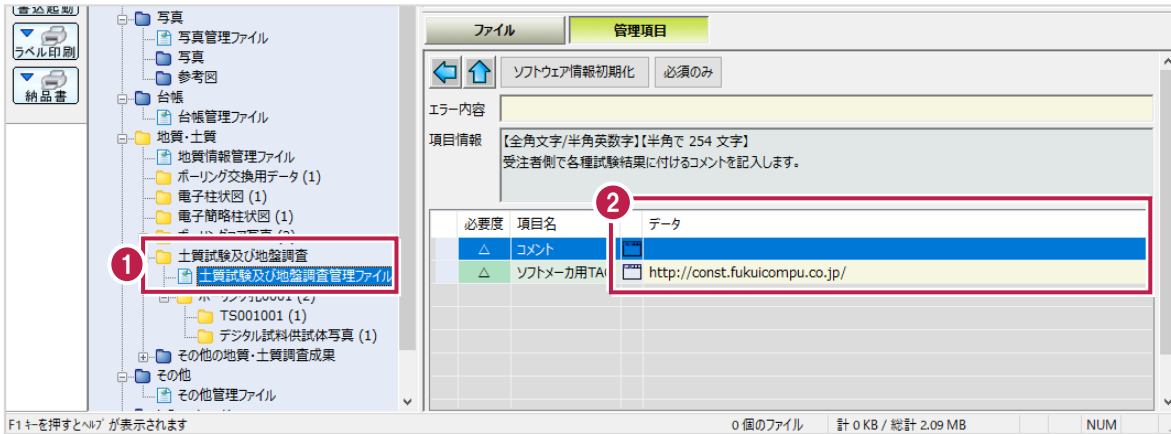 書込起動
ラベル印刷
納品書
写真
写真管理ファイル
写真
参考図
台帳
台帳管理ファイル
地質・土質
地質情報管理ファイル
ボーリング交換用データ (1)
電子柱状図 (1)
電子簡略柱状図 (1)
土質試験及び地盤調査
土質試験及び地盤調査管理ファイル
TS001001 (1)
デジタル試料供試体写真 (1)
その他の地質・土質調査成果
その他
その他管理ファイル
1
ファイル 管理項目
ソフトウェア情報初期化 必須のみ
エラー内容
項目情報 【全角文字/半角英数字】【半角で 254 文字】
受注者側で各種試験結果に付けるコメントを記入します。
2
必要度 項目名 データ
△ コメント
△ ソフトメーカ用TA http://const.fukuicompu.co.jp/
F1 キーを押すとヘルプ が表示されます 0 個のファイル 計 0 KB / 総計 2.09 MB NUM